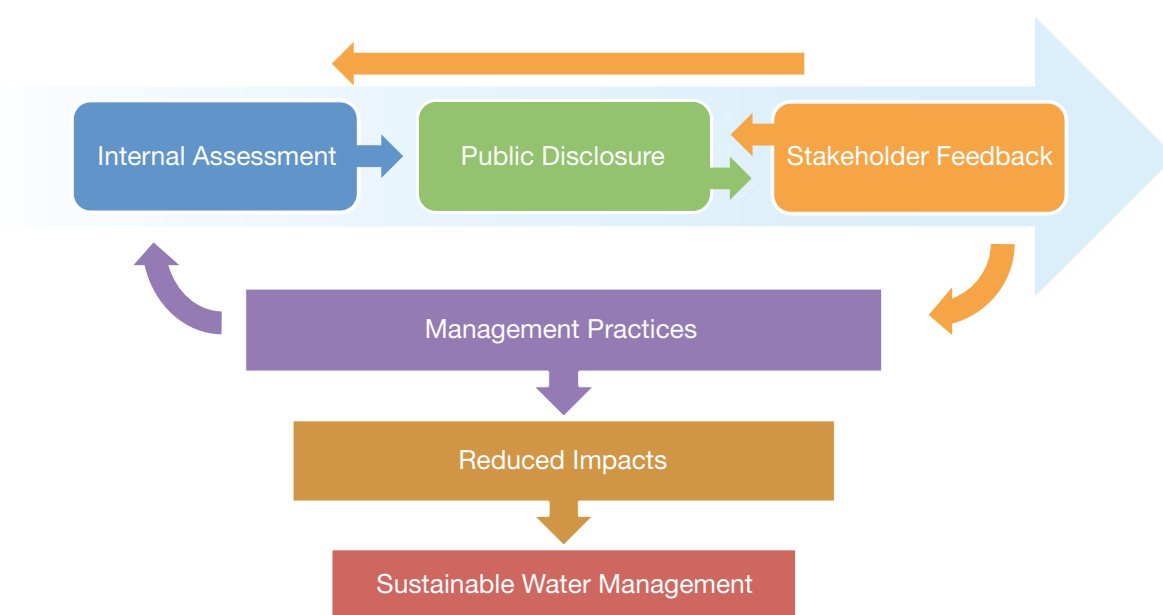 Internal Assessment
Public Disclosure
Stakeholder Feedback
Management Practices
Reduced Impacts
Sustainable Water Management